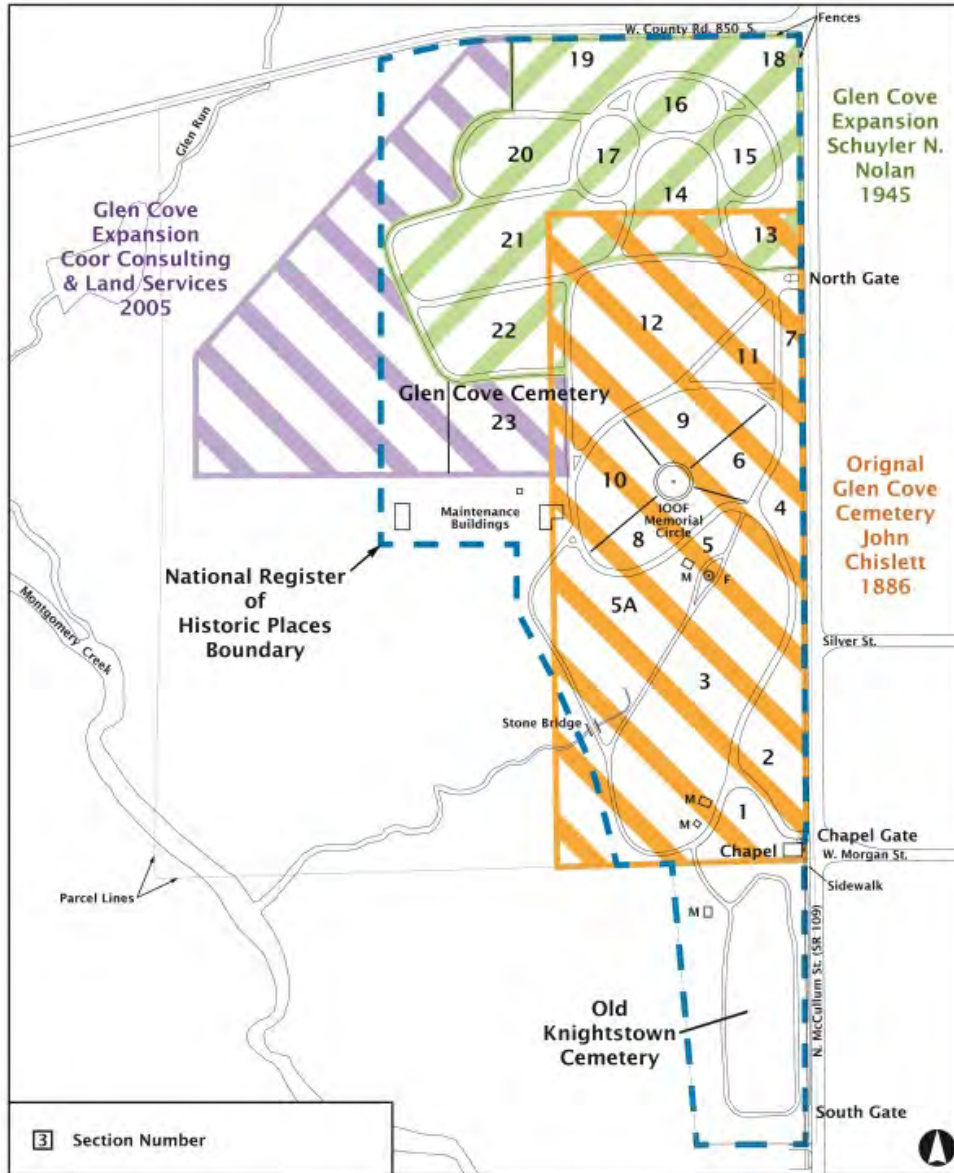 Fences
W. County Rd. 850 S.
19
18
Glen Run
16
Glen Cove
Expansion
Schuyler N.
Nolan
1945
20
17
15
Glen Cove
Expansion
Coor Consulting
& Land Services
2005
14
21
13
North Gate
22
12
7
11
Glen Cove Cemetery
23
9
6
10
4
Orignal
Glen Cove
Cemetery
John
Chislett
1886
Maintenance
Buildings
IOOF
Memorial
Circle
8
5
M
F
National Register
of
Historic Places
Boundary
5A
Montgomery Creek
Silver St.
3
Stone Bridge
2
M
1
M
Chapel Gate
Chapel
W. Morgan St.
Parcel Lines
Sidewalk
M
N. McCullum St. (SR 109)
Old
Knightstown
Cemetery
South Gate
3 Section Number